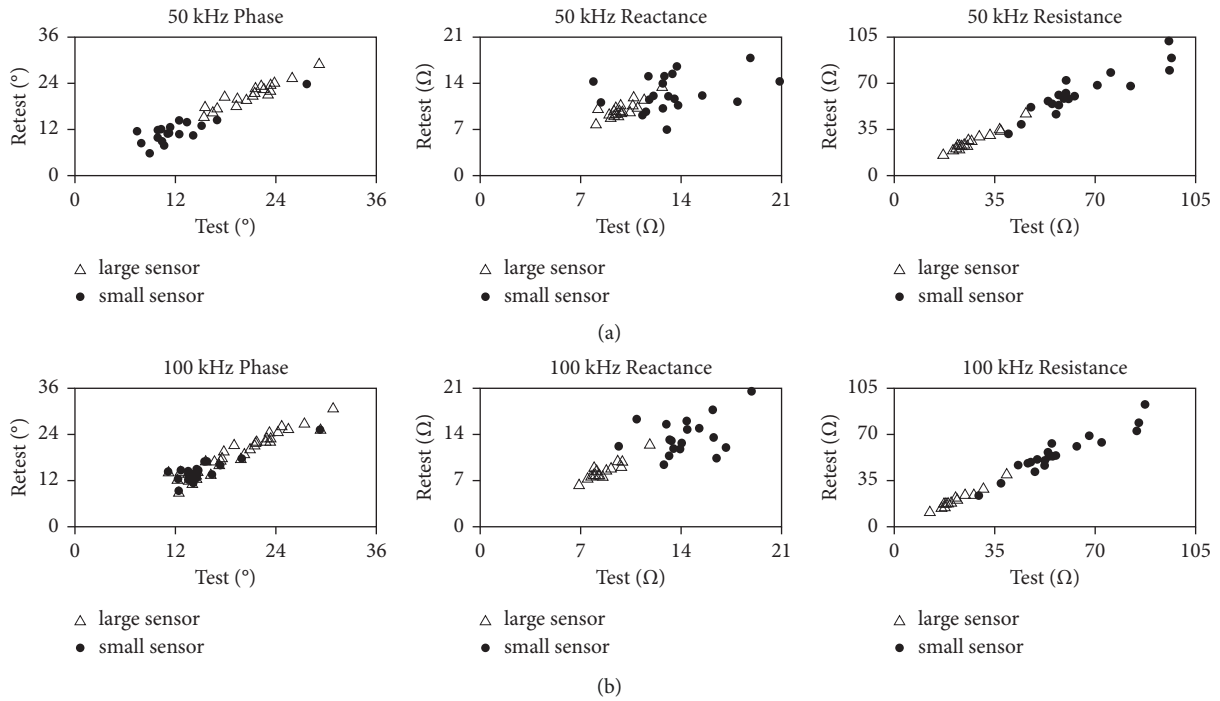 50 kHz Phase
36
24
12
0
Retest (°)
0 12 24 36
Test (°)
large sensor
small sensor
50 kHz Reactance
21
14
7
0
Retest (Ω)
0 7 14 21
Test (Ω)
large sensor
small sensor
50 kHz Resistance
105
70
35
0
Retest (Ω)
0 35 70 105
Test (Ω)
large sensor
small sensor
(a)
100 kHz Phase
36
24
12
0
Retest (°)
0 12 24 36
Test (°)
large sensor
small sensor
100 kHz Reactance
21
14
7
0
Retest (Ω)
0 7 14 21
Test (Ω)
large sensor
small sensor
100 kHz Resistance
105
70
35
0
Retest (Ω)
0 35 70 105
Test (Ω)
large sensor
small sensor
(b)